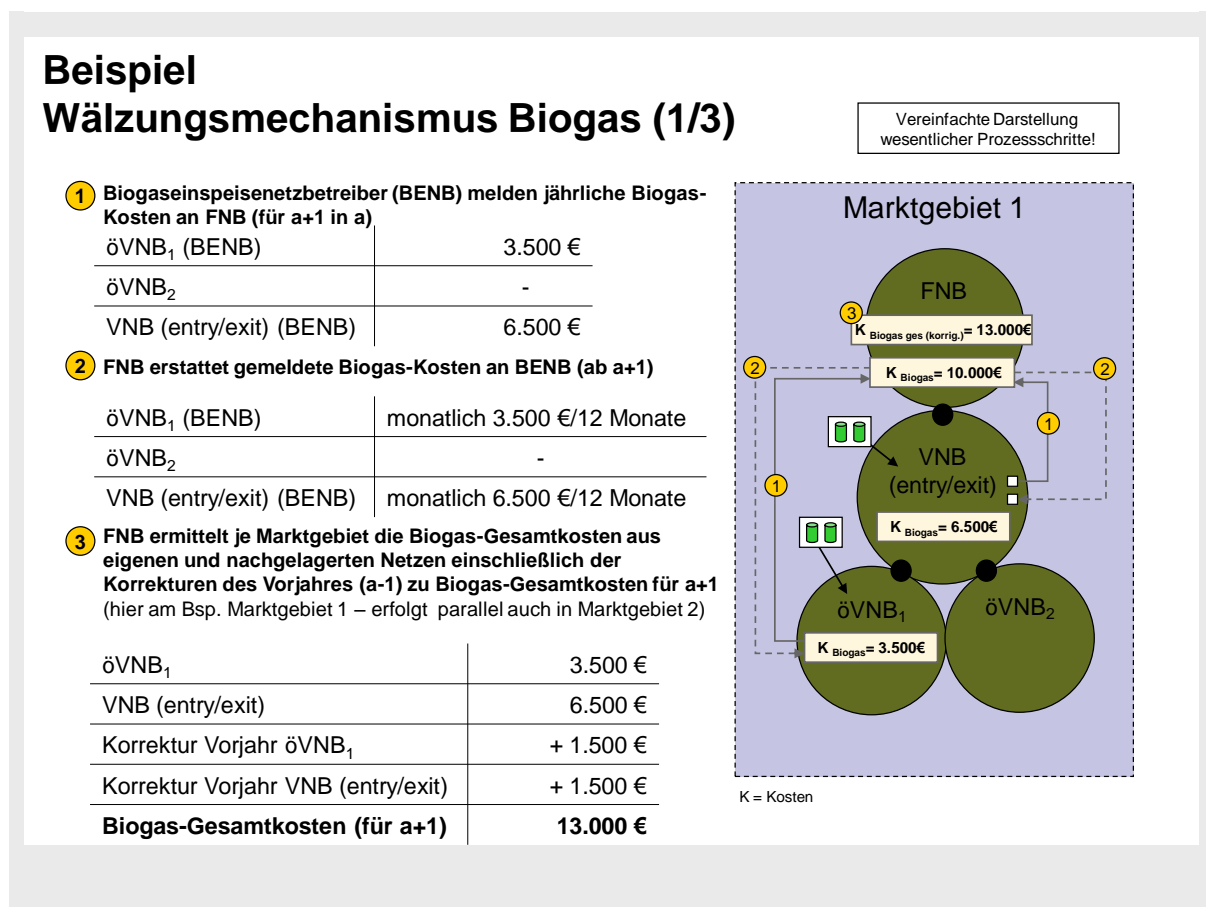 Beispiel
Wälzungsmechanismus Biogas (1/3)
Vereinfachte Darstellung
wesentlicher Prozessschritte!
1 Biogaseinspeisenetzbetreiber (BENB) melden jährliche Biogas-
Kosten an FNB (für a+1 in a)
öVNB1 (BENB) 3.500 €
öVNB2 -
VNB (entry/exit) (BENB) 6.500 €
2 FNB erstattet gemeldete Biogas-Kosten an BENB (ab a+1)
öVNB1 (BENB) monatlich 3.500 €/12 Monate
öVNB2 -
VNB (entry/exit) (BENB) monatlich 6.500 €/12 Monate
3 FNB ermittelt je Marktgebiet die Biogas-Gesamtkosten aus
eigenen und nachgelagerten Netzen einschließlich der
Korrekturen des Vorjahres (a-1) zu Biogas-Gesamtkosten für a+1
(hier am Bsp. Marktgebiet 1 – erfolgt parallel auch in Marktgebiet 2)
öVNB1 3.500 €
VNB (entry/exit) 6.500 €
Korrektur Vorjahr öVNB1 + 1.500 €
Korrektur Vorjahr VNB (entry/exit) + 1.500 €
Biogas-Gesamtkosten (für a+1) 13.000 €
Marktgebiet 1
FNB
3
K Biogas ges (korrig.)= 13.000€
2
K Biogas= 10.000€
2
1
VNB
(entry/exit)
1
K Biogas= 6.500€
öVNB1
öVNB2
K Biogas= 3.500€
K = Kosten